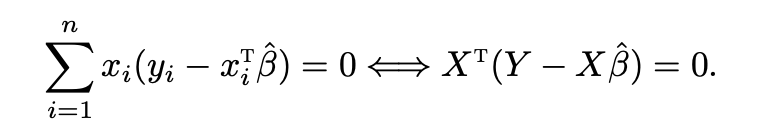 \sum_{i=1}^{n} x_i(y_i - x_i^{\mathrm{T}}\hat{\beta}) = 0 \Longleftrightarrow X^{\mathrm{T}}(Y - X\hat{\beta}) = 0.